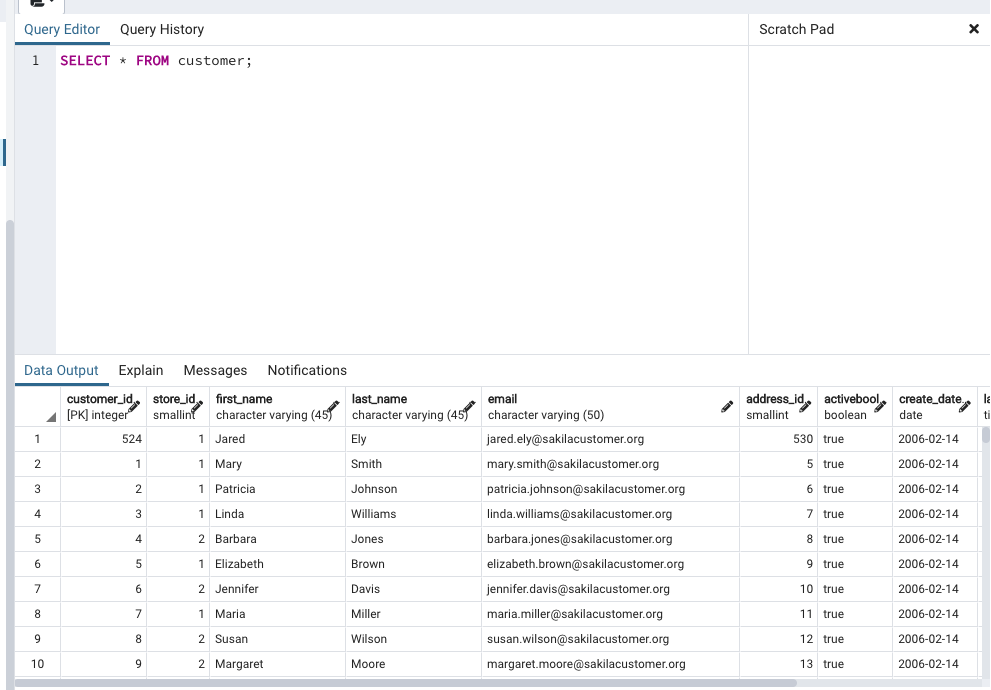 Query Editor Query History Scratch Pad
1 SELECT * FROM customer;
Data Output Explain Messages Notifications
customer_id store_id first_name last_name email address_id activebool create_date
[PK] integer smallint character varying (45) character varying (45) character varying (50) smallint boolean date
1 524 1 Jared Ely jared.ely@sakilacustomer.org 530 true 2006-02-14
2 1 1 Mary Smith mary.smith@sakilacustomer.org 5 true 2006-02-14
3 2 1 Patricia Johnson patricia.johnson@sakilacustomer.org 6 true 2006-02-14
4 3 1 Linda Williams linda.williams@sakilacustomer.org 7 true 2006-02-14
5 4 2 Barbara Jones barbara.jones@sakilacustomer.org 8 true 2006-02-14
6 5 1 Elizabeth Brown elizabeth.brown@sakilacustomer.org 9 true 2006-02-14
7 6 2 Jennifer Davis jennifer.davis@sakilacustomer.org 10 true 2006-02-14
8 7 1 Maria Miller maria.miller@sakilacustomer.org 11 true 2006-02-14
9 8 2 Susan Wilson susan.wilson@sakilacustomer.org 12 true 2006-02-14
10 9 2 Margaret Moore margaret.moore@sakilacustomer.org 13 true 2006-02-14